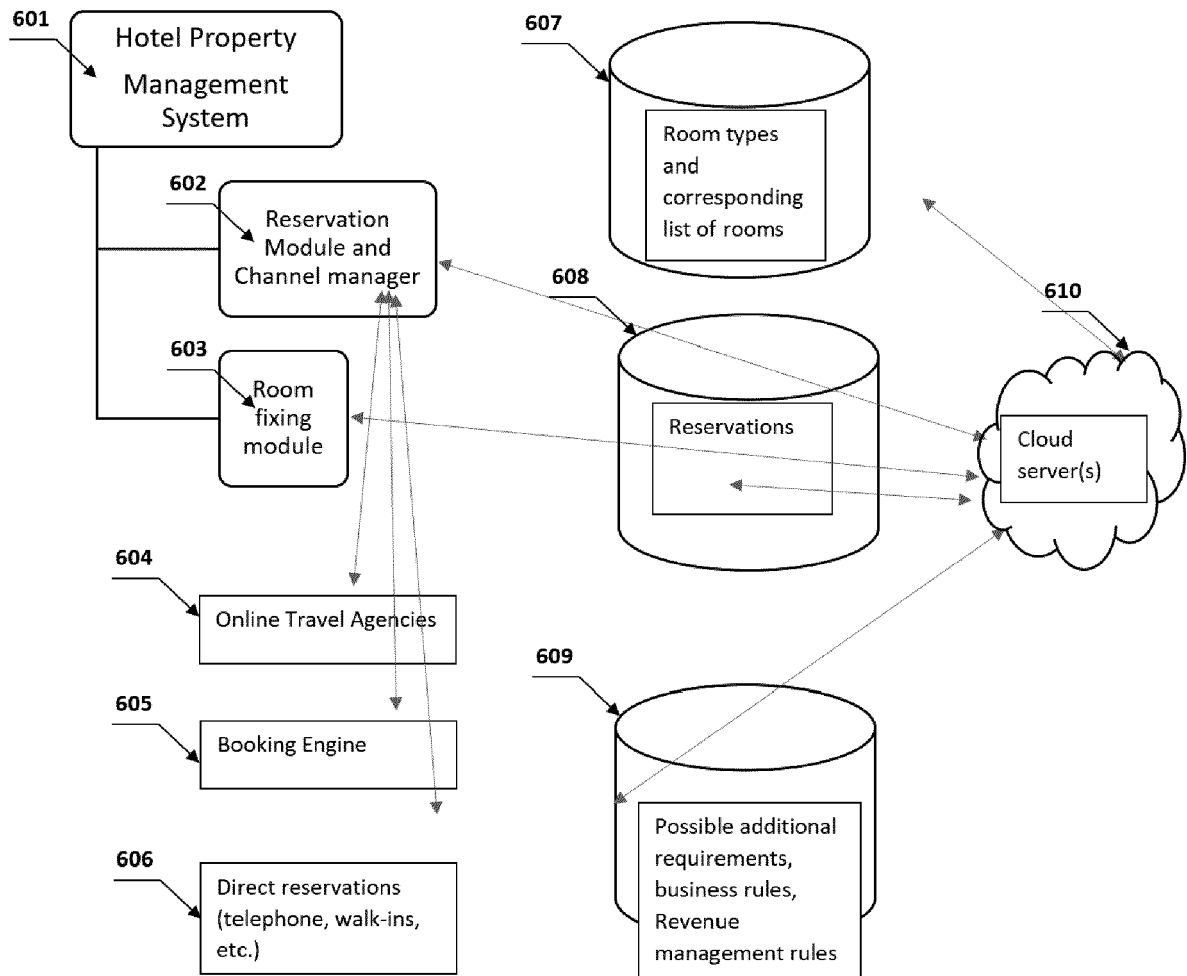 601
Hotel Property
Management
System
602
Reservation
Module and
Channel manager
603
Room
fixing
module
604
Online Travel Agencies
605
Booking Engine
606
Direct reservations
(telephone, walk-ins,
etc.)
607
Room types
and
corresponding
list of rooms
608
Reservations
609
Possible additional
requirements,
business rules,
Revenue
management rules
610
Cloud
server(s)